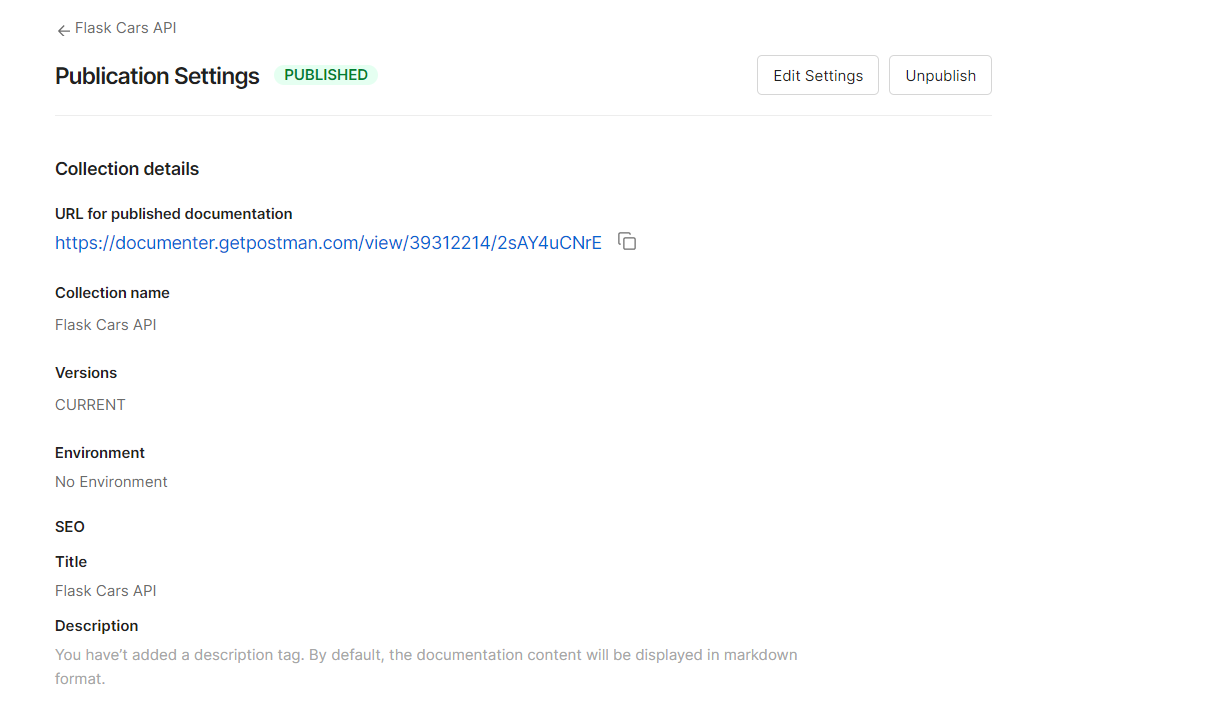 Flask Cars API
Publication Settings PUBLISHED Edit Settings Unpublish
Collection details
URL for published documentation
https://documenter.getpostman.com/view/39312214/2sAY4uCNrE
Collection name
Flask Cars API
Versions
CURRENT
Environment
No Environment
SEO
Title
Flask Cars API
Description
You have’t added a description tag. By default, the documentation content will be displayed in markdown
format.